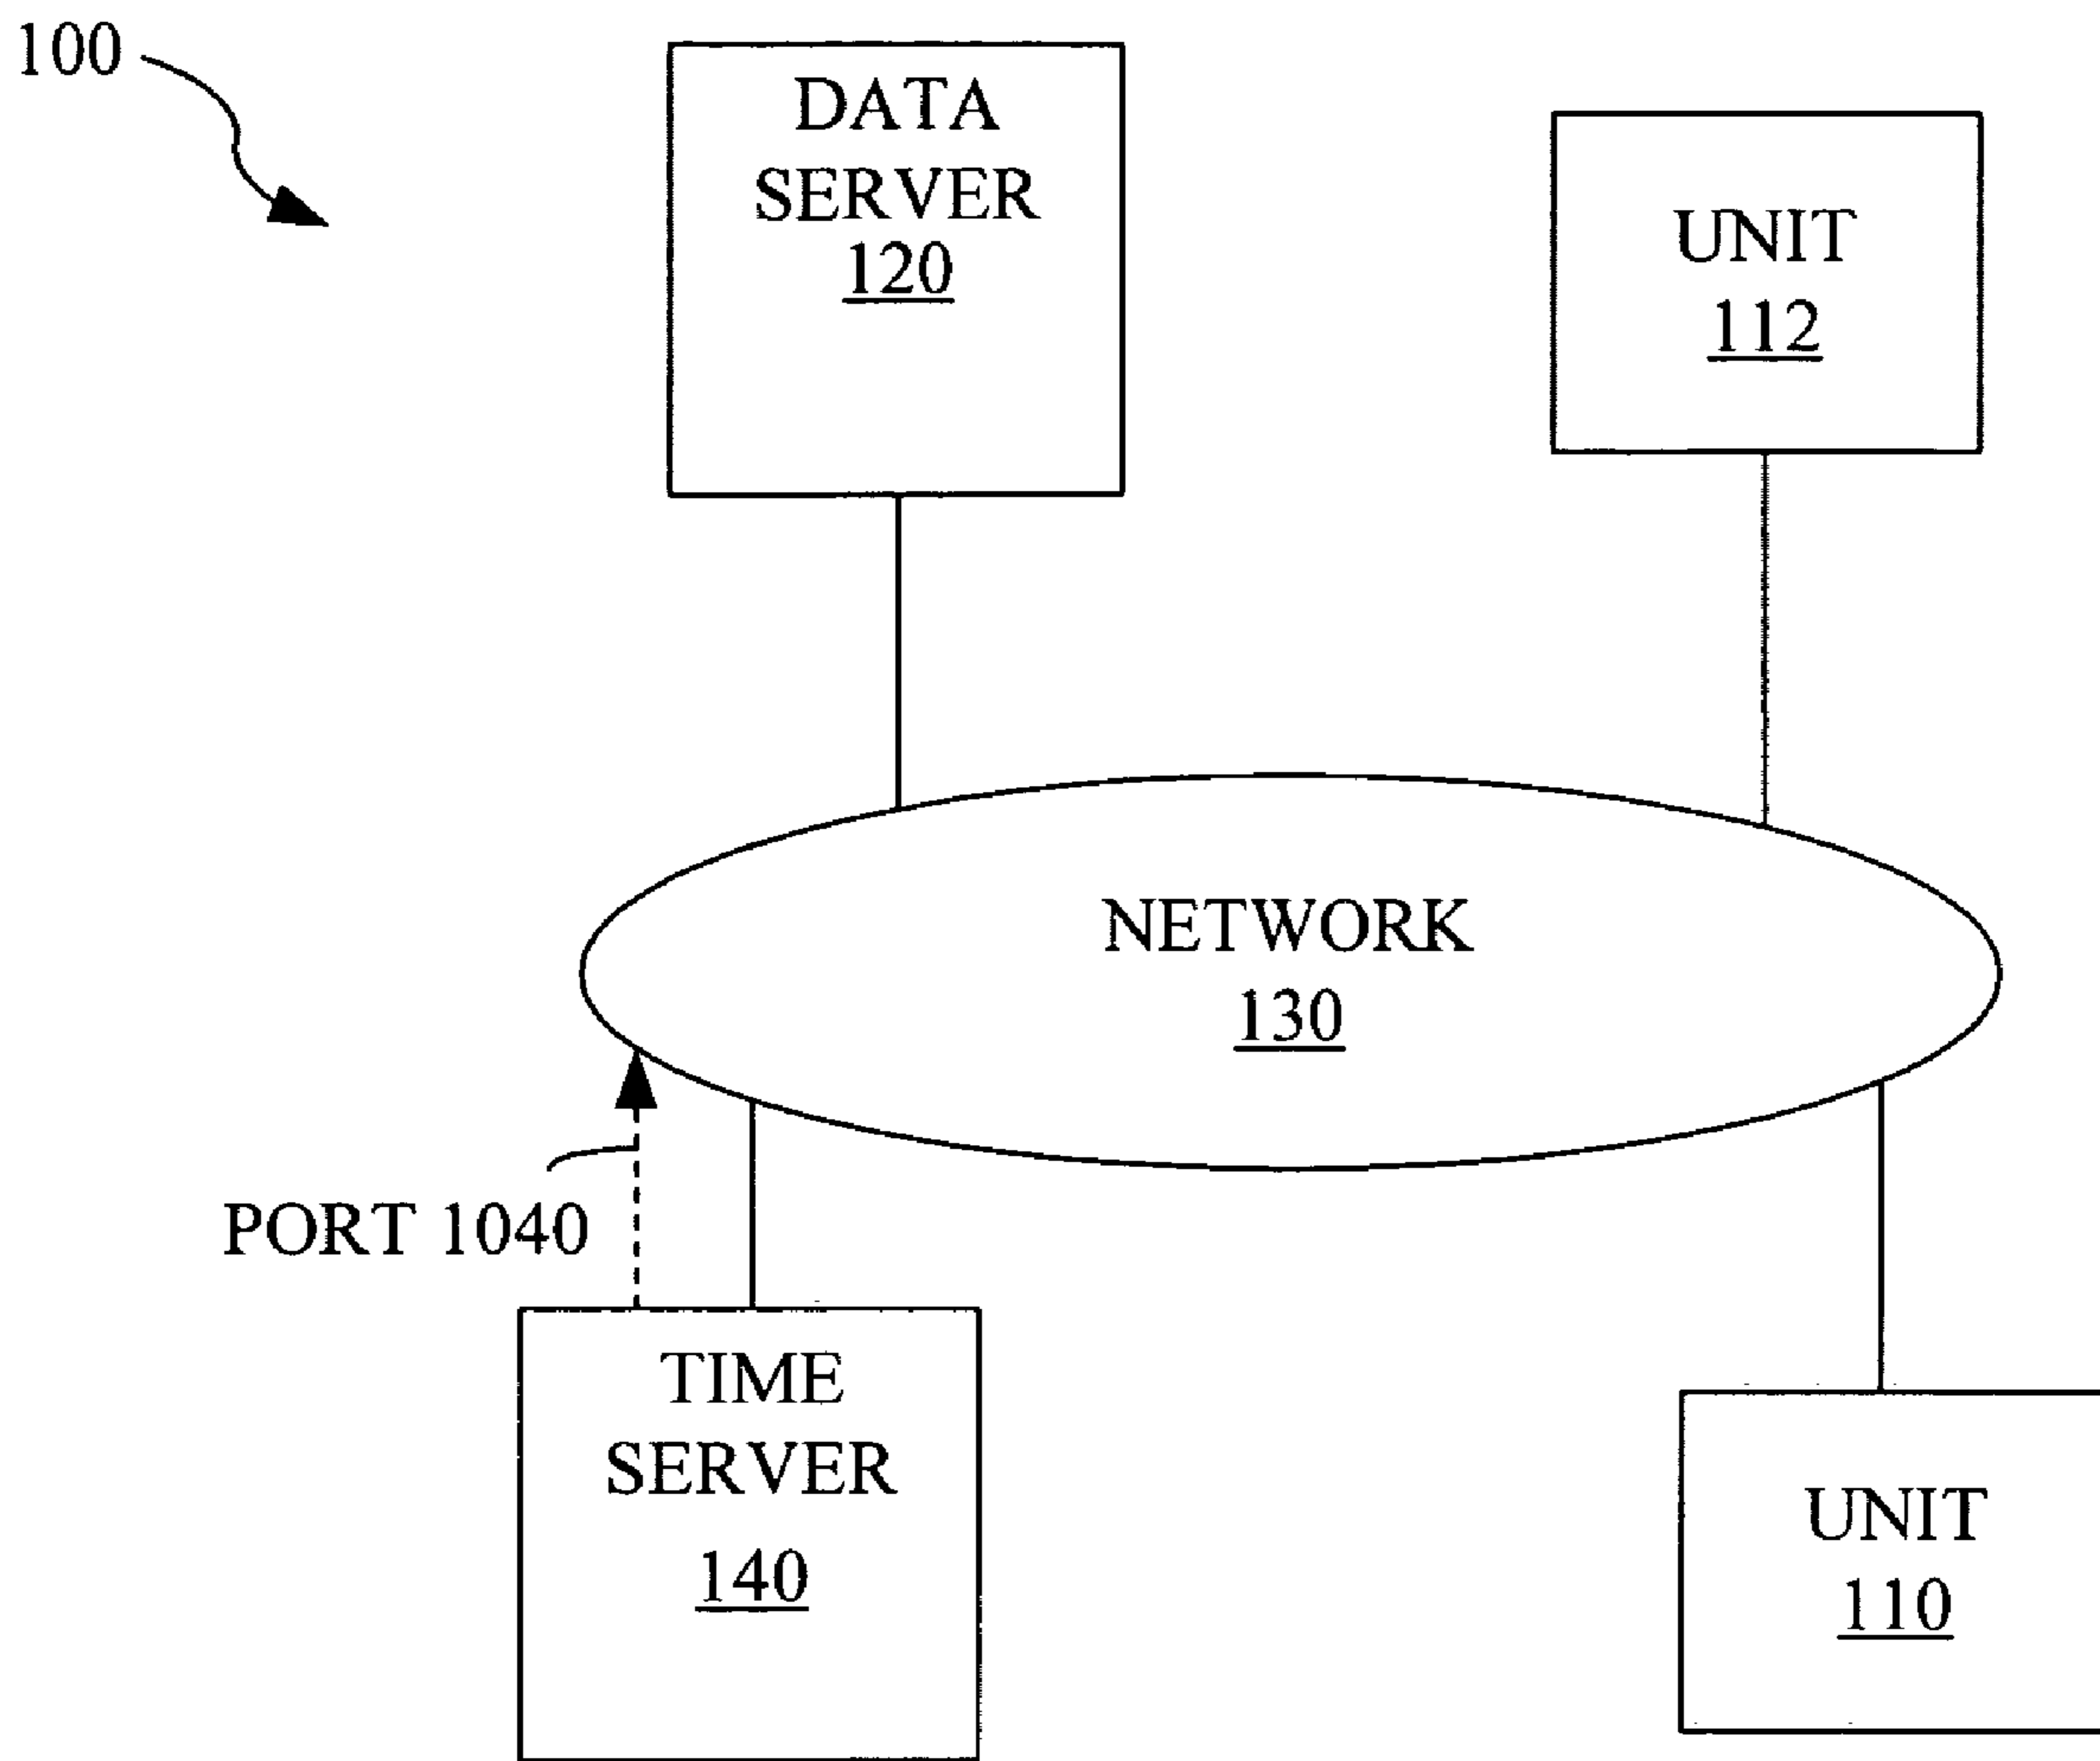 100
DATA
SERVER
120
UNIT
112
NETWORK
130
PORT 1040
TIME
SERVER
140
UNIT
110